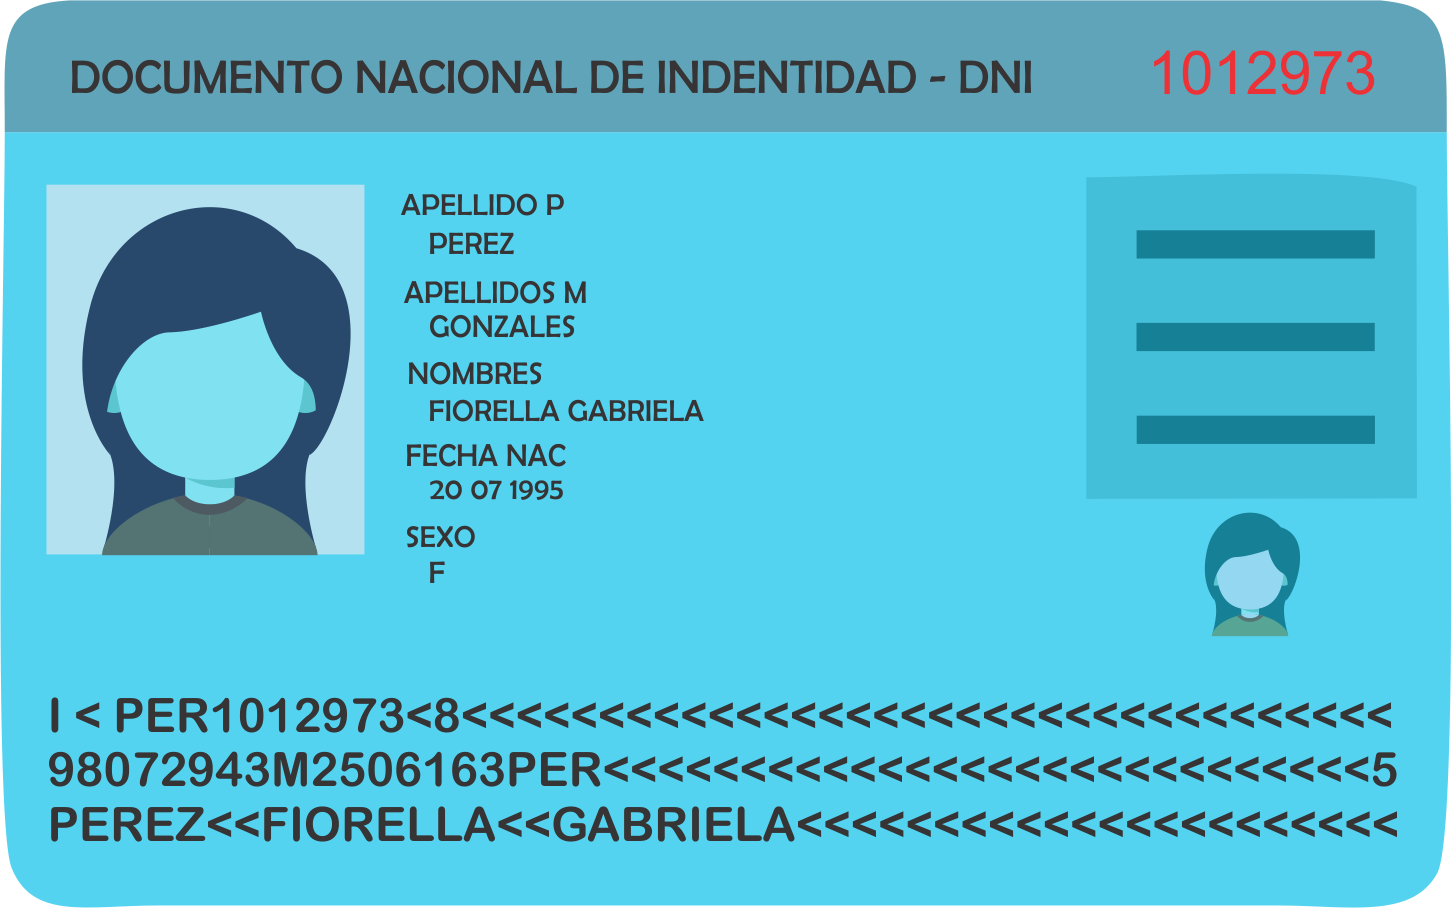 DOCUMENTO NACIONAL DE INDENTIDAD - DNI 1012973
APELLIDO P
PEREZ
APELLIDOS M
GONZALES
NOMBRES
FIORELLA GABRIELA
FECHA NAC
20 07 1995
SEXO
F
I < PER1012973<8<<<<<<<<<<<<<<<<<<<<<<<<<<<<<<<<<<
98072943M2506163PER<<<<<<<<<<<<<<<<<<<<<<<<<<<<5
PEREZ<<FIORELLA<<GABRIELA<<<<<<<<<<<<<<<<<<<<<<